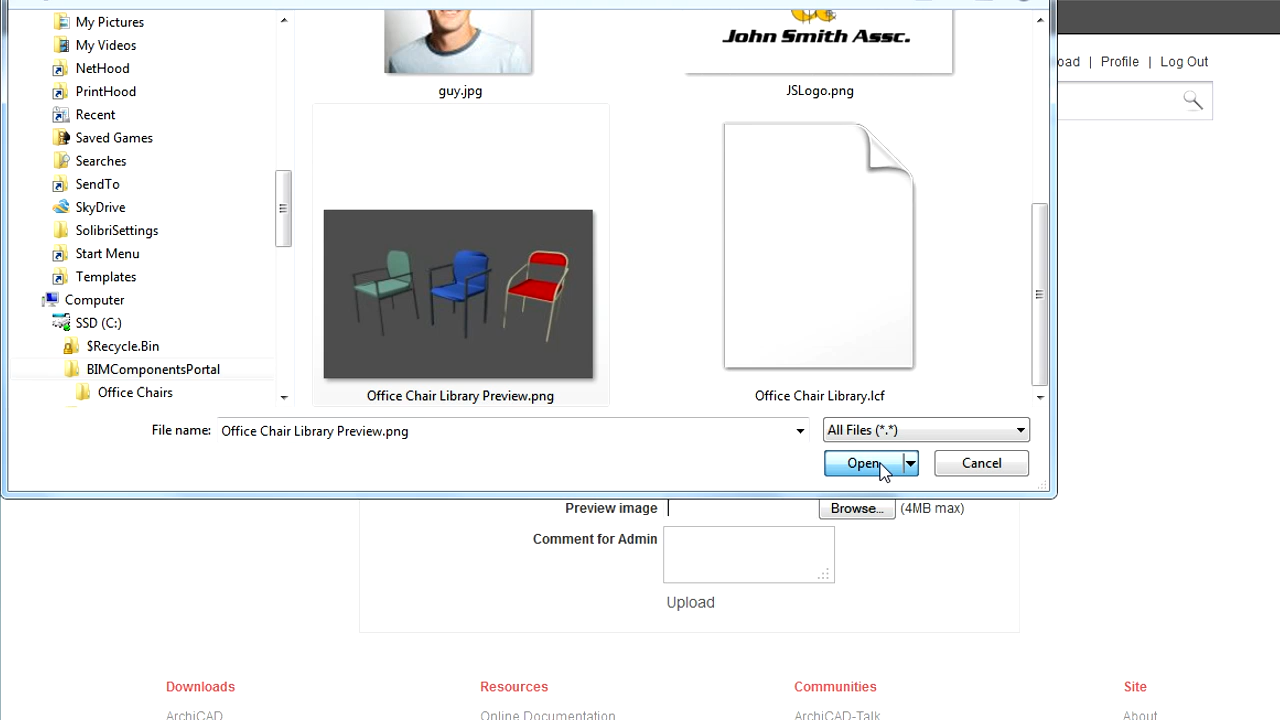 My Pictures
My Videos
NetHood
PrintHood
Recent
Saved Games
Searches
SendTo
SkyDrive
SolibriSettings
Start Menu
Templates
Computer
SSD (C:)
$Recycle.Bin
BIMComponentsPortal
Office Chairs
John Smith Assc.
guy.jpg
JSLogo.png
Office Chair Library Preview.png
Office Chair Library.lcf
File name: Office Chair Library Preview.png
All Files (*.*)
Open
Cancel
| Profile | Log Out
Preview image
Browse... (4MB max)
Comment for Admin
Upload
Downloads
Resources
Communities
Site
ArchiCAD
Online Documentation
ArchiCAD-Talk
About